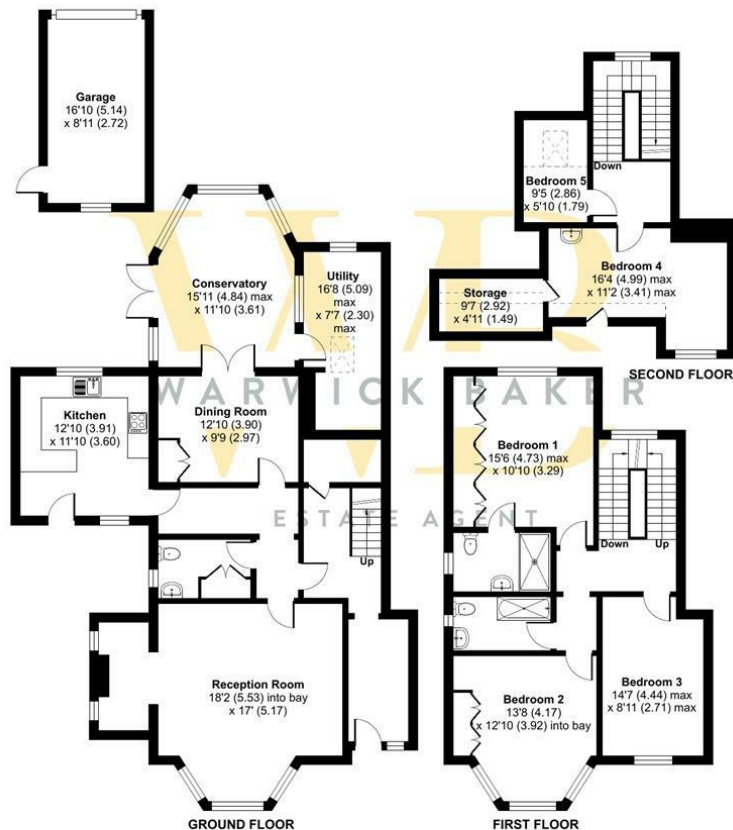 Garage
16'10 (5.14)
x 8'11 (2.72)
Conservatory
15'11 (4.84) max
x 11'10 (3.61)
Utility
16'8 (5.09)
max
x 7'7 (2.30)
max
Kitchen
12'10 (3.91)
x 11'10 (3.60)
Dining Room
12'10 (3.90)
x 9'9 (2.97)
Up
Reception Room
18'2 (5.53) into bay
x 17' (5.17)
GROUND FLOOR
Down
Bedroom 5
9'5 (2.86)
x 5'10 (1.79)
Bedroom 4
16'4 (4.99) max
x 11'2 (3.41) max
Storage
9'7 (2.92)
x 4'11 (1.49)
SECOND FLOOR
Bedroom 1
15'6 (4.73) max
x 10'10 (3.29)
Down
Up
Bedroom 2
13'8 (4.17)
x 12'10 (3.92) into bay
Bedroom 3
14'7 (4.44) max
x 8'11 (2.71) max
FIRST FLOOR
WB
WARWICK BAKER
ESTATE AGENT